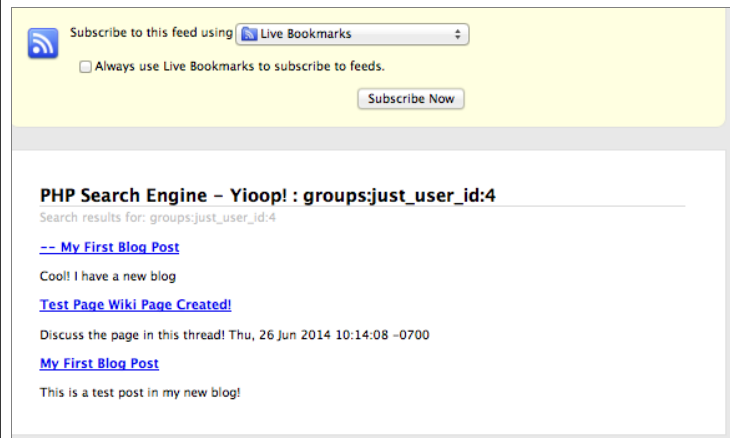 Subscribe to this feed using Live Bookmarks
Always use Live Bookmarks to subscribe to feeds.
Subscribe Now
PHP Search Engine - Yioop! : groups:just_user_id:4
Search results for: groups:just_user_id:4
-- My First Blog Post
Cool! I have a new blog
Test Page Wiki Page Created!
Discuss the page in this thread! Thu, 26 Jun 2014 10:14:08 -0700
My First Blog Post
This is a test post in my new blog!